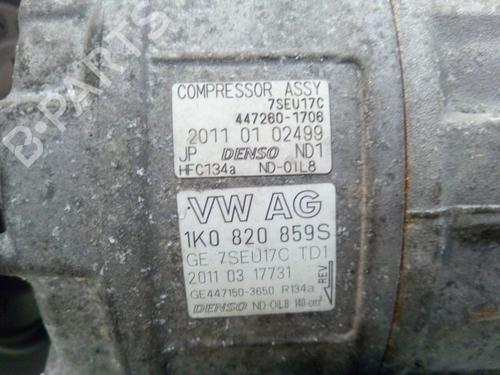 COMPRESSOR ASSY
7SEU17C
447260-1706
2011 01 02499
JP DENSO ND1
HFC134a ND-OIL8
VW AG
1K0 820 859S
GE 7SEU17C TD1
2011 03 17731
GE447150-3650 R134a
DENSO ND-OIL8 140 cm³
REV
B-PARTS